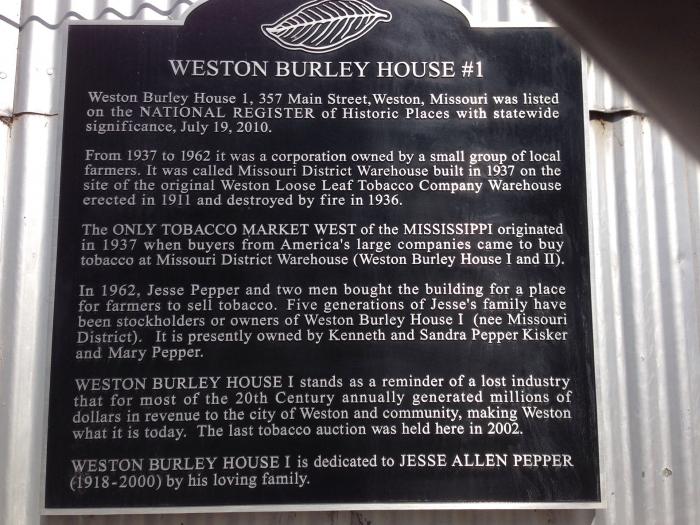 WESTON BURLEY HOUSE #1
Weston Burley House 1, 357 Main Street,Weston, Missouri was listed
on the NATIONAL REGISTER of Historic Places with statewide
significance, July 19, 2010.
From 1937 to 1962 it was a corporation owned by a small group of local
farmers. It was called Missouri District Warehouse built in 1937 on the
site of the original Weston Loose Leaf Tobacco Company Warehouse
erected in 1911 and destroyed by fire in 1936.
The ONLY TOBACCO MARKET WEST of the MISSISSIPPI originated
in 1937 when buyers from America's large companies came to buy
tobacco at Missouri District Warehouse (Weston Burley House I and II).
In 1962, Jesse Pepper and two men bought the building for a place
for farmers to sell tobacco. Five generations of Jesse's family have
been stockholders or owners of Weston Burley House I (nee Missouri
District). It is presently owned by Kenneth and Sandra Pepper Kisker
and Mary Pepper.
WESTON BURLEY HOUSE I stands as a reminder of a lost industry
that for most of the 20th Century annually generated millions of
dollars in revenue to the city of Weston and community, making Weston
what it is today. The last tobacco auction was held here in 2002.
WESTON BURLEY HOUSE I is dedicated to JESSE ALLEN PEPPER
(1918-2000) by his loving family.